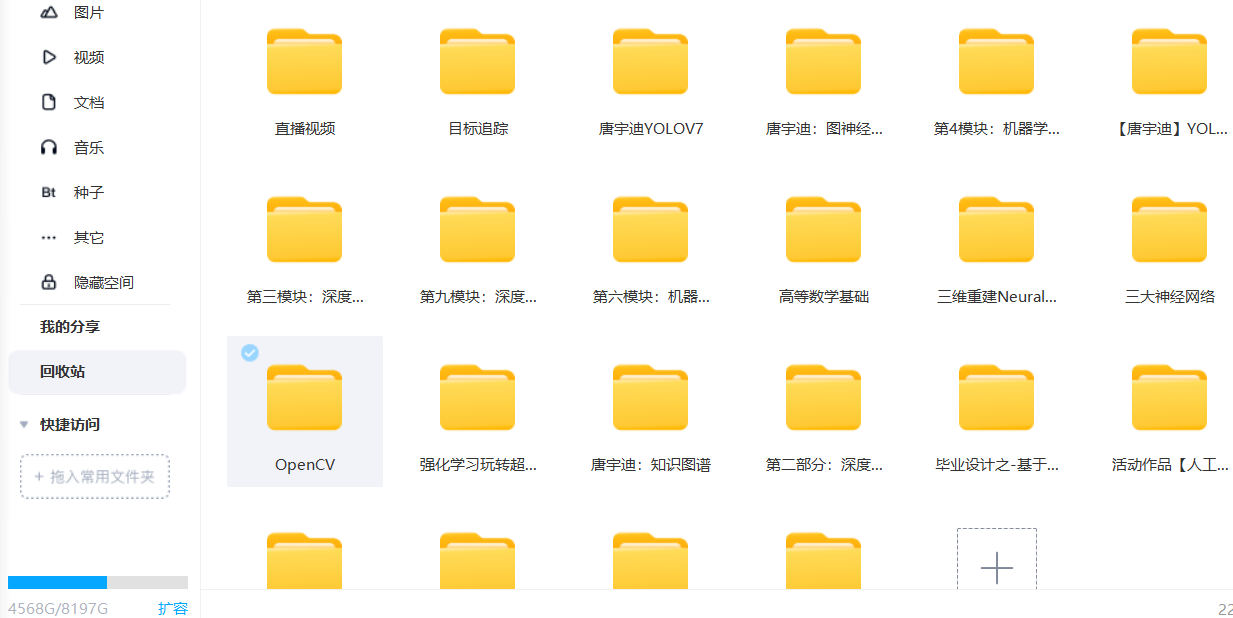 图片
视频
文档
音乐
Bt 种子
其它
隐藏空间
我的分享
回收站
快捷访问
+ 拖入常用文件夹
4568G/8197G 扩容
直播视频 目标追踪 唐宇迪YOLOV7 唐宇迪：图神经... 第4模块：机器学... 【唐宇迪】YOL...
第三模块：深度... 第九模块：深度... 第六模块：机器... 高等数学基础 三维重建Neural... 三大神经网络
OpenCV 强化学习玩转超... 唐宇迪：知识图谱 第二部分：深度... 毕业设计之-基于... 活动作品【人工...
22